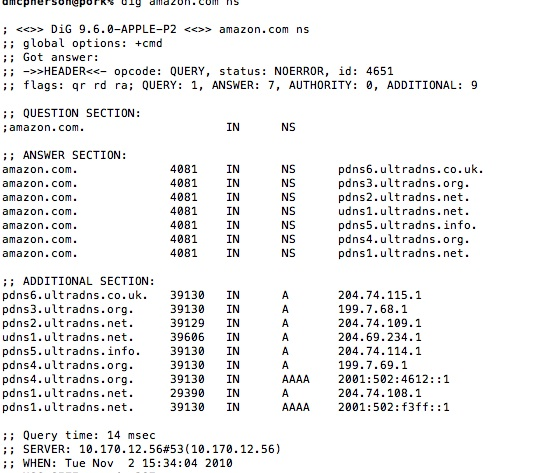 dmcpherson@pork% dig amazon.com ns
; <<>> DiG 9.6.0-APPLE-P2 <<>> amazon.com ns
;; global options: +cmd
;; Got answer:
;; ->>HEADER<<- opcode: QUERY, status: NOERROR, id: 4651
;; flags: qr rd ra; QUERY: 1, ANSWER: 7, AUTHORITY: 0, ADDITIONAL: 9
;; QUESTION SECTION:
;amazon.com. IN NS
;; ANSWER SECTION:
amazon.com. 4081 IN NS pdns6.ultradns.co.uk.
amazon.com. 4081 IN NS pdns3.ultradns.org.
amazon.com. 4081 IN NS pdns2.ultradns.net.
amazon.com. 4081 IN NS udns1.ultradns.net.
amazon.com. 4081 IN NS pdns5.ultradns.info.
amazon.com. 4081 IN NS pdns4.ultradns.org.
amazon.com. 4081 IN NS pdns1.ultradns.net.
;; ADDITIONAL SECTION:
pdns6.ultradns.co.uk. 39130 IN A 204.74.115.1
pdns3.ultradns.org. 39130 IN A 199.7.68.1
pdns2.ultradns.net. 39129 IN A 204.74.109.1
udns1.ultradns.net. 39606 IN A 204.69.234.1
pdns5.ultradns.info. 39130 IN A 204.74.114.1
pdns4.ultradns.org. 39130 IN A 199.7.69.1
pdns4.ultradns.org. 39130 IN AAAA 2001:502:4612::1
pdns1.ultradns.net. 29390 IN A 204.74.108.1
pdns1.ultradns.net. 39130 IN AAAA 2001:502:f3ff::1
;; Query time: 14 msec
;; SERVER: 10.170.12.56#53(10.170.12.56)
;; WHEN: Tue Nov 2 15:34:04 2010